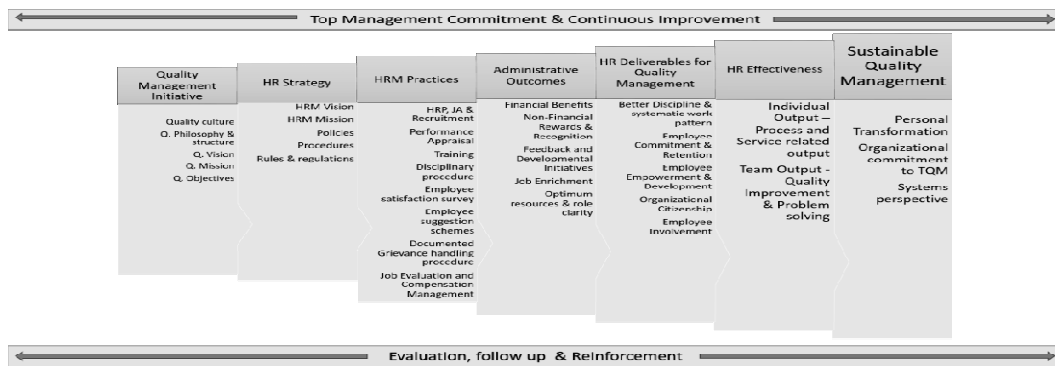 Top Management Commitment & Continuous Improvement
Quality
Management
Initiative
Quality culture
Q. Philosophy &
structure
Q. Vision
Q. Mission
Q. Objectives
HR Strategy
HRM Vision
HRM Mission
Policies
Procedures
Rules & regulations
HRM Practices
HRP, JA &
Recruitment
Performance
Appraisal
Training
Disciplinary
procedure
Employee
satisfaction survey
Employee
suggestion
schemes
Documented
Grievance handling
procedure
Job Evaluation and
Compensation
Management
Administrative
Outcomes
Financial Benefits
Non-Financial
Rewards &
Recognition
Feedback and
Developmental
Initiatives
Job Enrichment
Optimum
resources & role
clarity
HR Deliverables for
Quality
Management
Better Discipline &
systematic work
pattern
Employee
Commitment &
Retention
Employee
Empowerment &
Development
Organizational
Citizenship
Employee
Involvement
HR Effectiveness
Individual
Output –
Process and
Service related
output
Team Output -
Quality
Improvement
& Problem
solving
Sustainable
Quality
Management
Personal
Transformation
Organizational
commitment
to TQM
Systems
perspective
Evaluation, follow up & Reinforcement